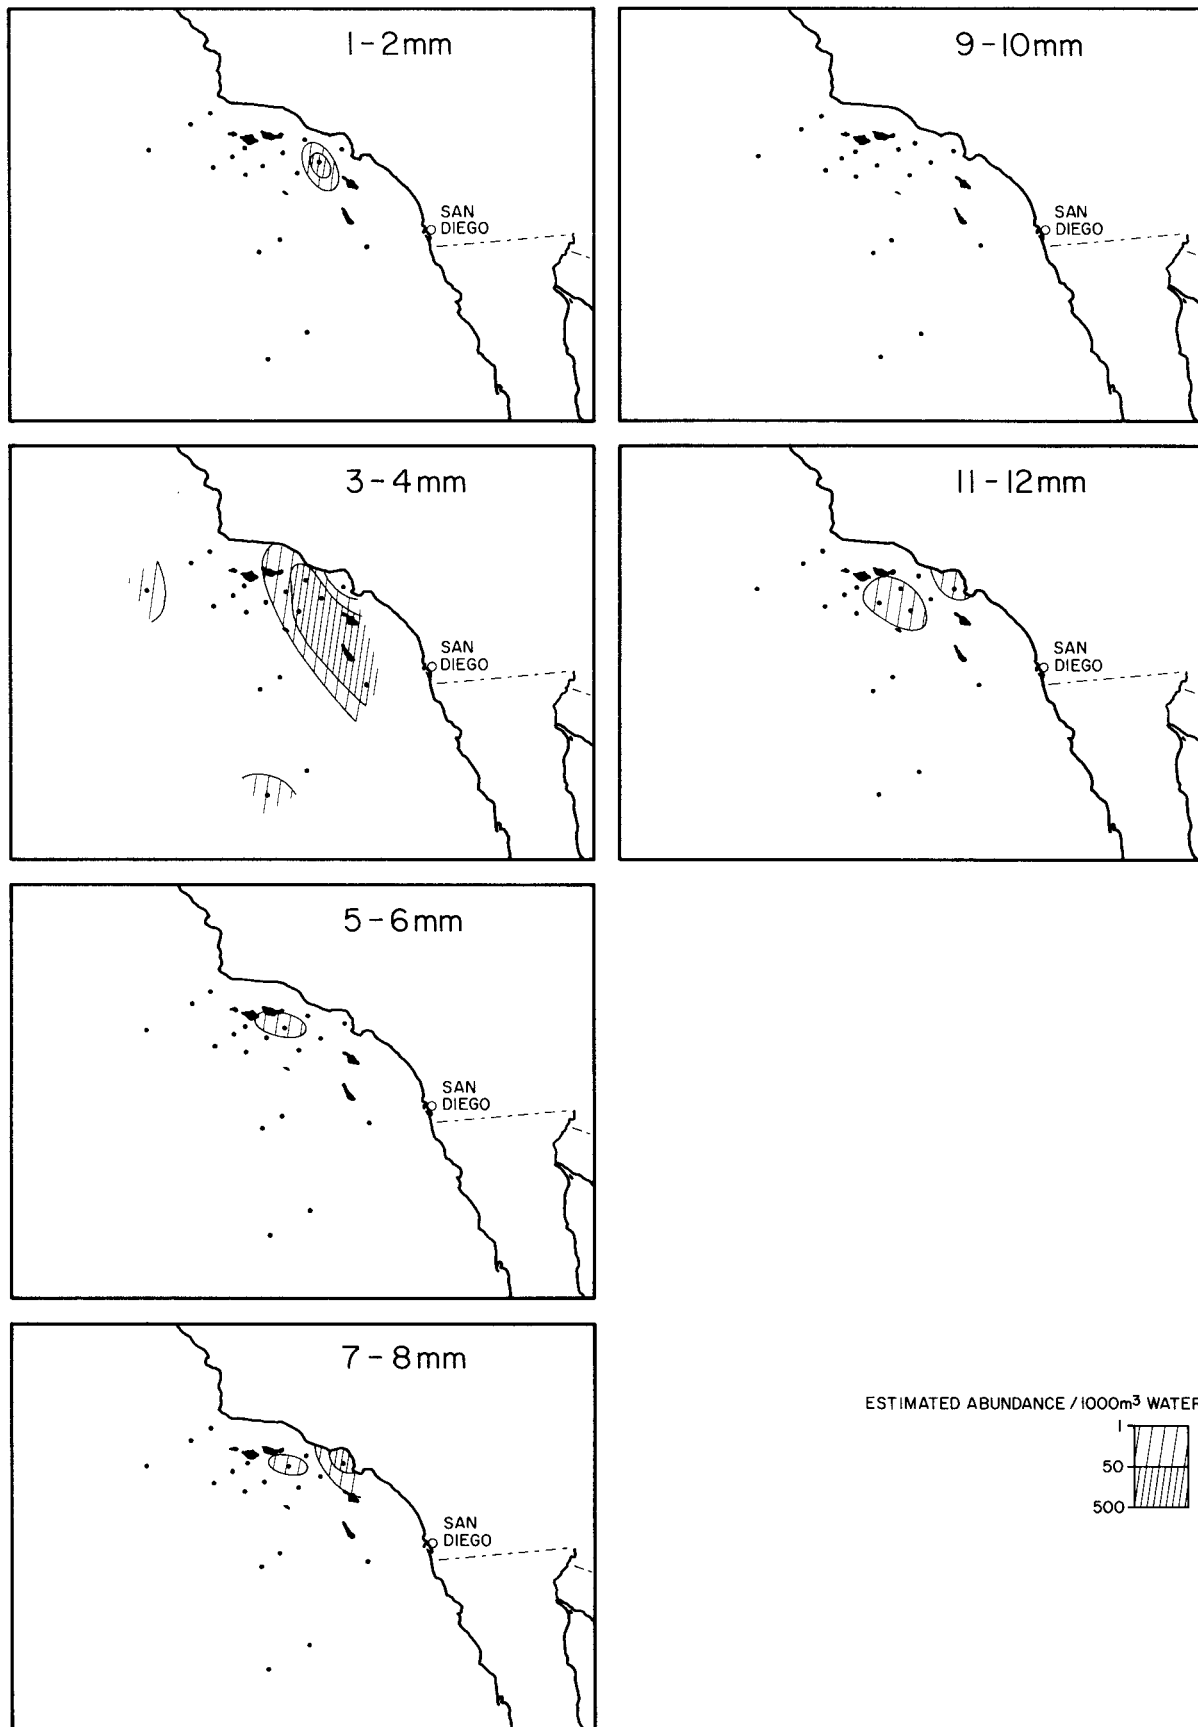 1-2mm
SAN
DIEGO
9-10mm
SAN
DIEGO
3-4mm
SAN
DIEGO
11-12mm
SAN
DIEGO
5-6mm
SAN
DIEGO
7-8mm
SAN
DIEGO
ESTIMATED ABUNDANCE/1000m³ WATER
1
50
500